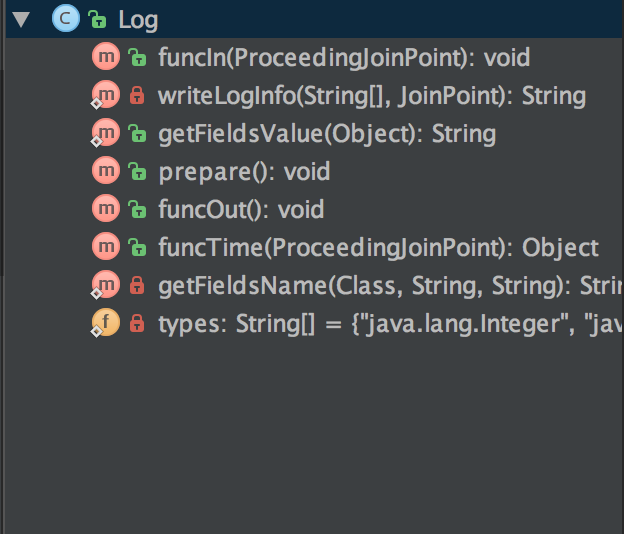 C Log
m funcIn(ProceedingJoinPoint): void
m writeLogInfo(String[], JoinPoint): String
m getFieldsValue(Object): String
m prepare(): void
m funcOut(): void
m funcTime(ProceedingJoinPoint): Object
m getFieldsName(Class, String, String): Strin
f types: String[] = {"java.lang.Integer", "jav